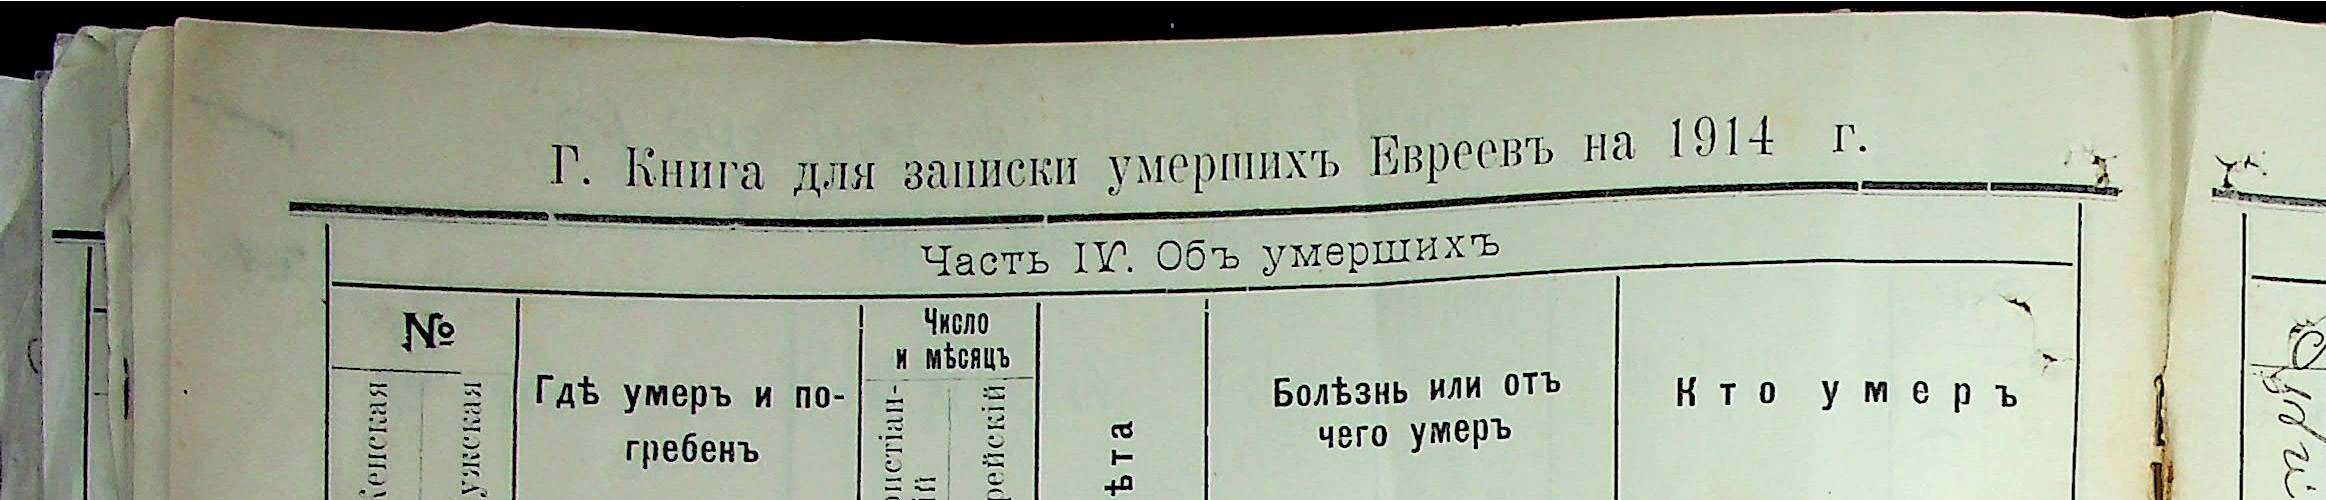 Г. Книга для записки умершихъ Евреевъ на 1914 г.
Часть IV. Объ умершихъ
№
Число
и мѣсяцъ
Гдѣ умеръ и по-
гребенъ
Болѣзнь или отъ
чего умеръ
Кто умеръ